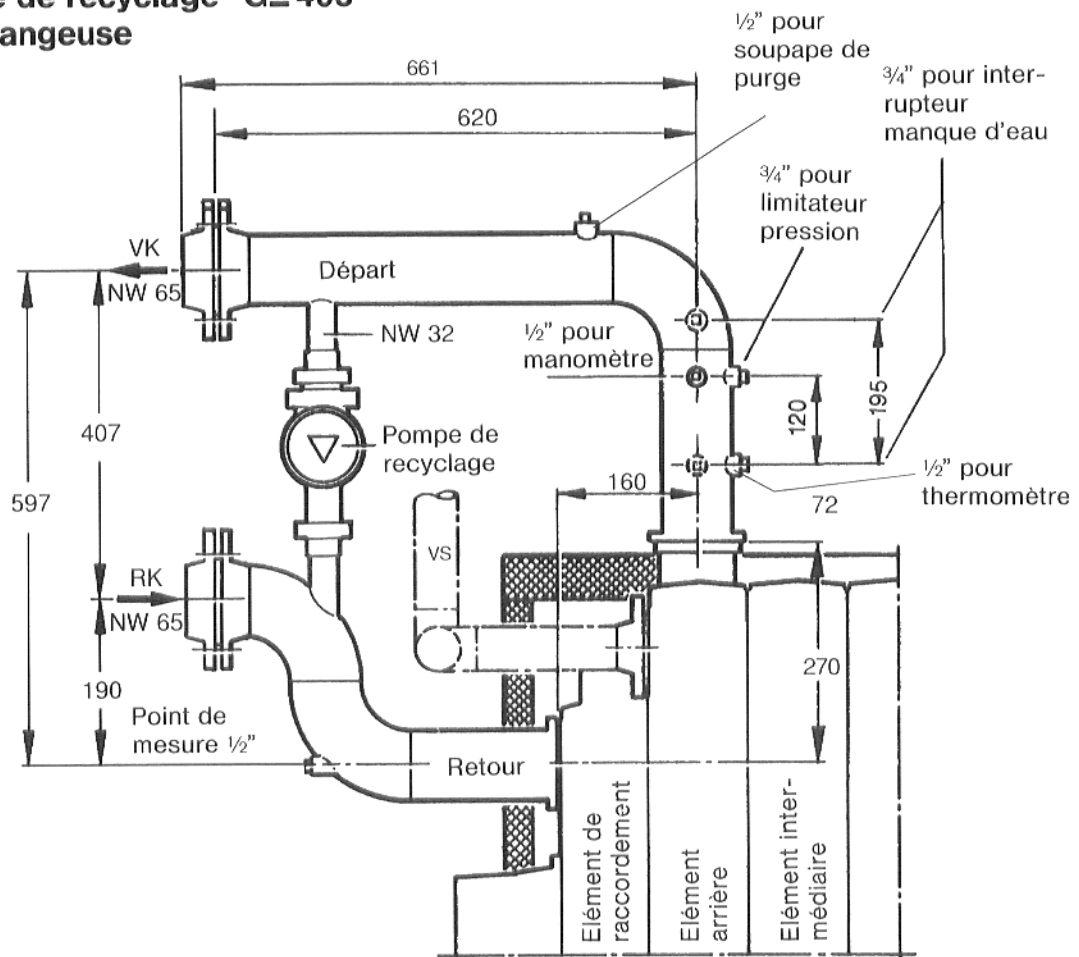 de recyclage G= 403
angeuse
661
620
½” pour
soupape de
purge
¾” pour inter-
rupteur
manque d’eau
¾” pour
limitateur
pression
VK
NW 65
Départ
NW 32
½” pour
manomètre
407
Pompe de
recyclage
195
120
597
160
½” pour
thermomètre
72
VS
RK
NW 65
270
190
Point de
mesure ½”
Retour
Elément de
raccordement
Elément
arrière
Elément inter-
médiaire